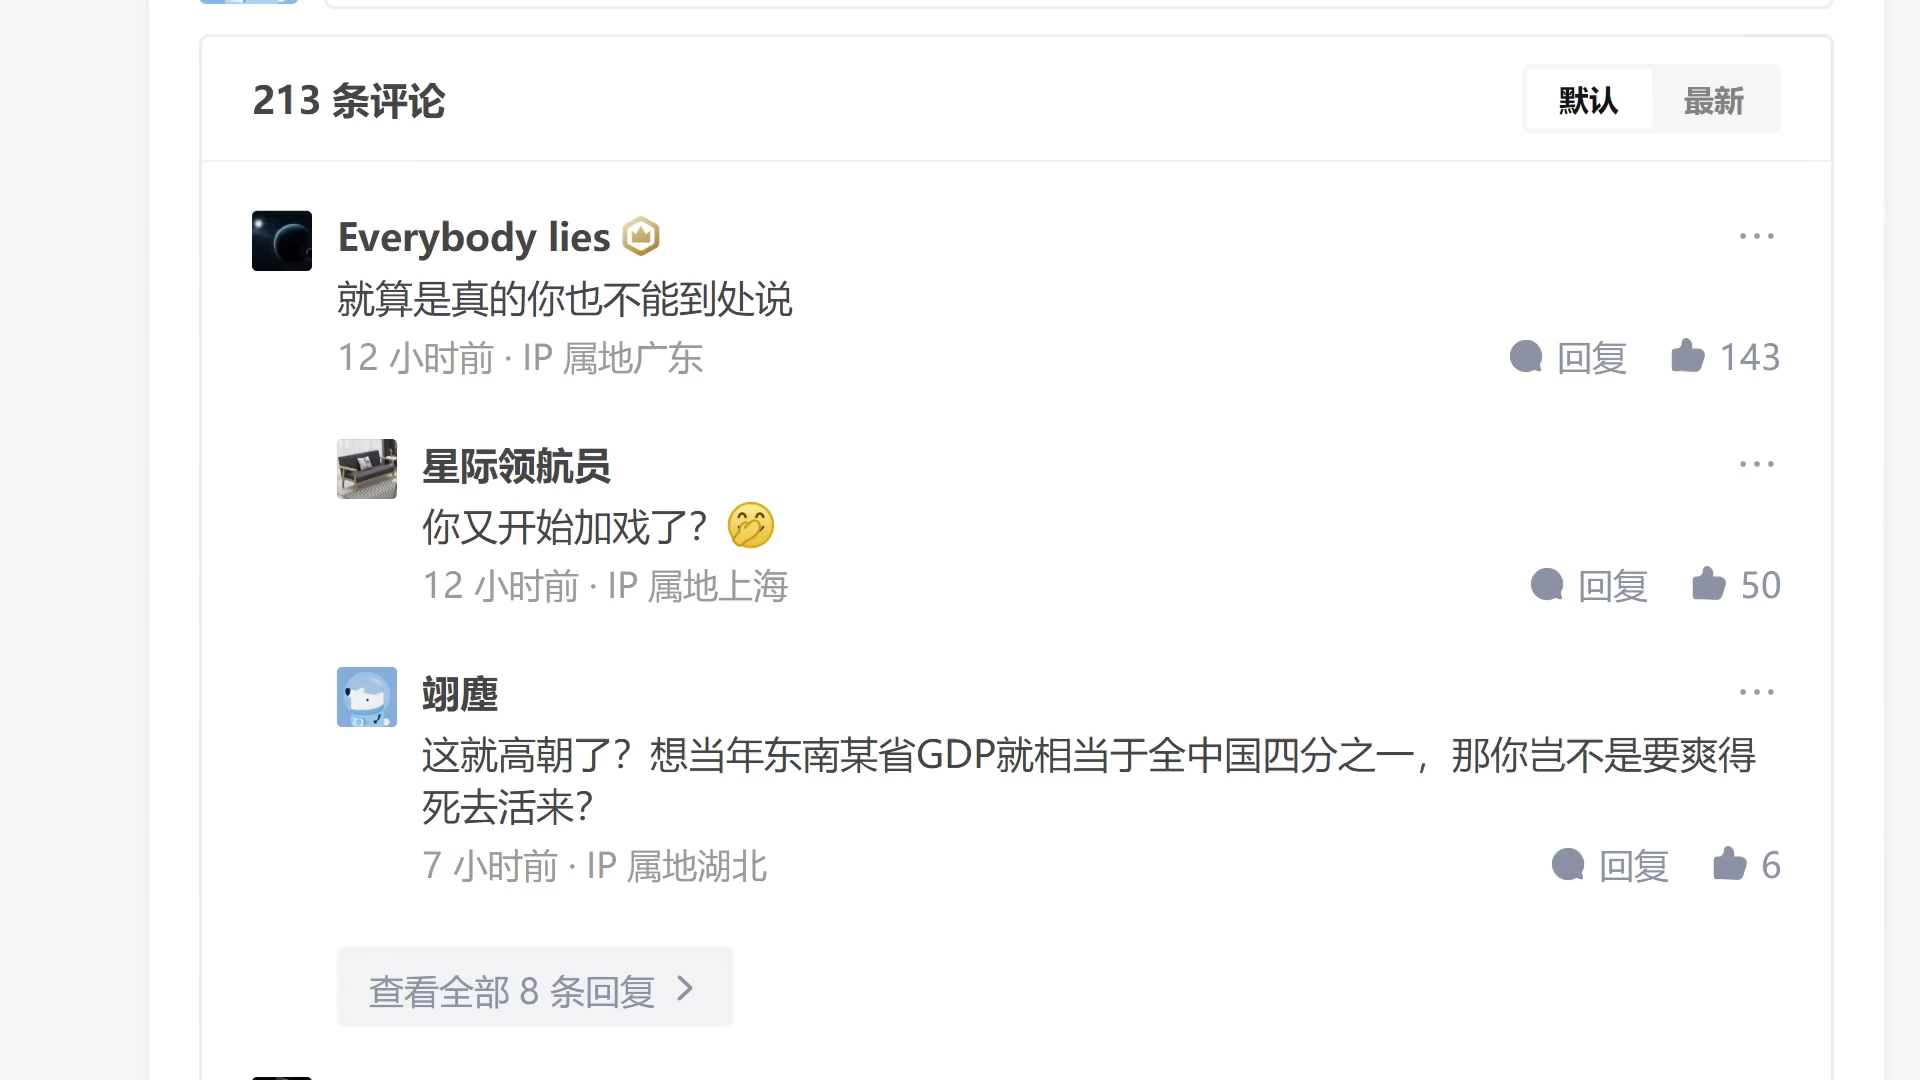 213 条评论
默认
最新
Everybody lies
就算是真的你也不能到处说
12 小时前 · IP 属地广东
回复
143
星际领航员
你又开始加戏了？
12 小时前 · IP 属地上海
回复
50
翊塵
这就高朝了？想当年东南某省GDP就相当于全中国四分之一，那你岂不是要爽得
死去活来？
7 小时前 · IP 属地湖北
回复
6
查看全部 8 条回复